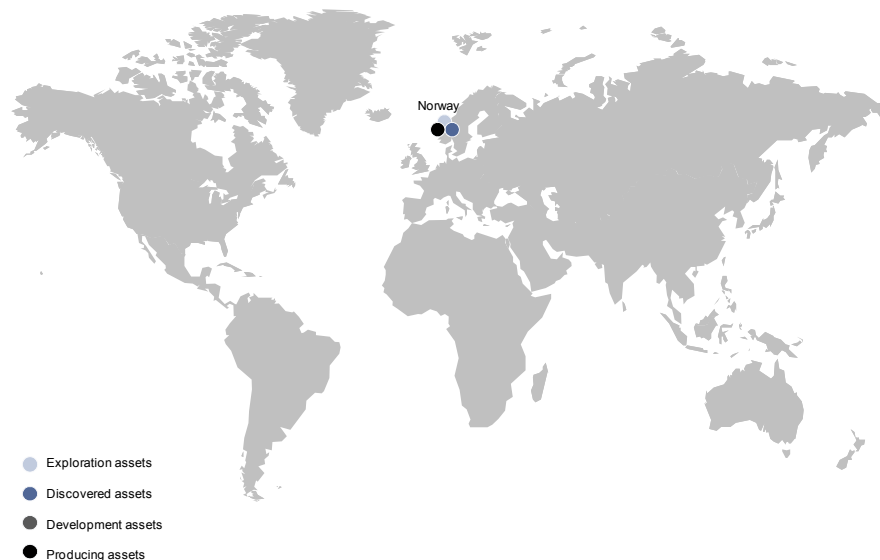 Norway
Exploration assets
Discovered assets
Development assets
Producing assets